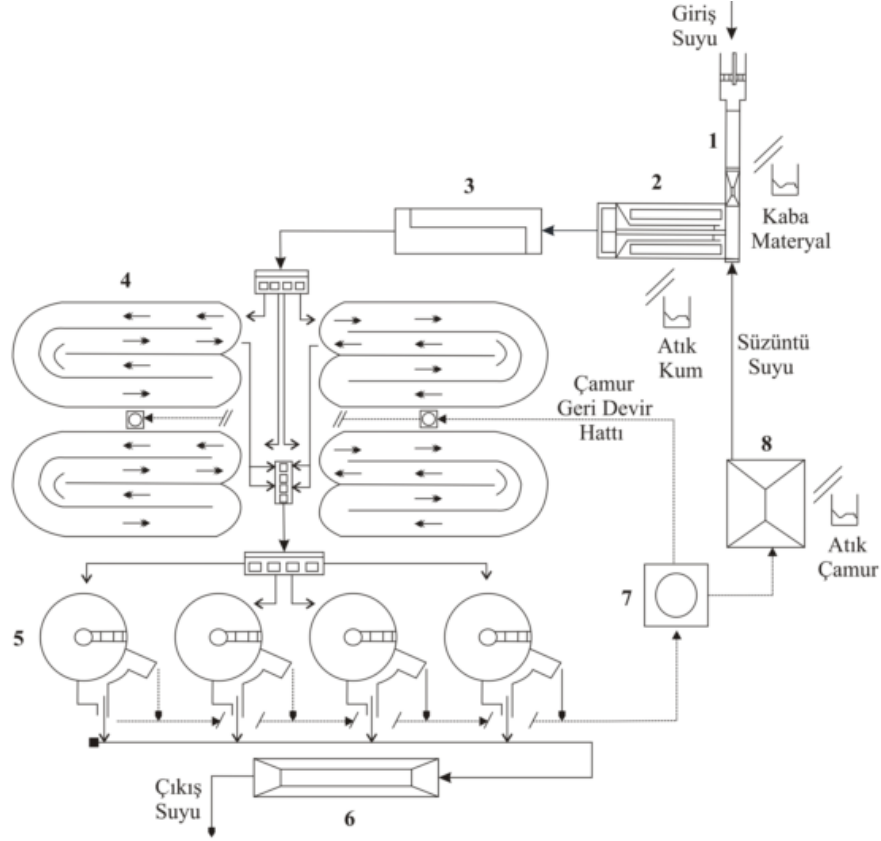 Giriş
Suyu
1
Kaba
Materyal
2
3
4
Atık
Kum
Süzüntü
Suyu
Çamur
Geri Devir
Hattı
8
Atık
Çamur
7
5
Çıkış
Suyu
6